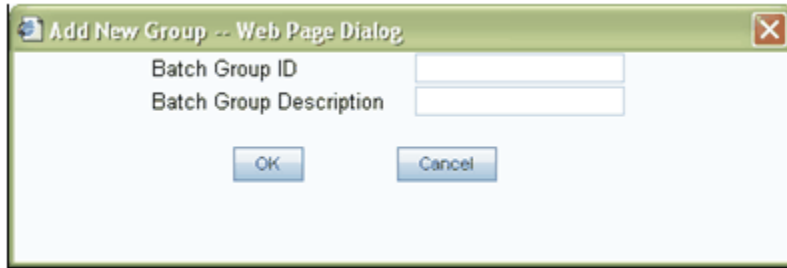 Add New Group -- Web Page Dialog
Batch Group ID
Batch Group Description
OK Cancel